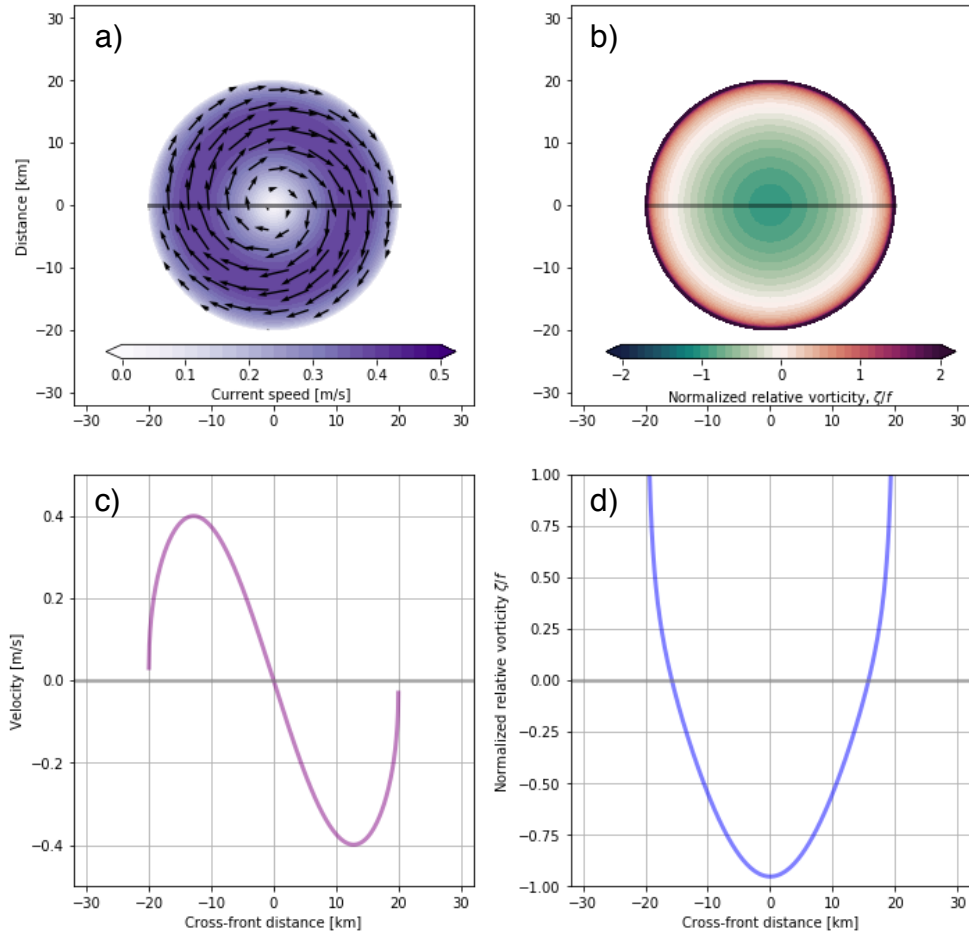 a)
30
20
10
0
−10
−20
−30
Distance [km]
0.0 0.1 0.2 0.3 0.4 0.5
Current speed [m/s]
−30 −20 −10 0 10 20 30
b)
30
20
10
0
−10
−20
−30
−2 −1 0 1 2
Normalized relative vorticity, ζ/f
−30 −20 −10 0 10 20 30
c)
0.4
0.2
0.0
−0.2
−0.4
Velocity [m/s]
−30 −20 −10 0 10 20 30
Cross-front distance [km]
d)
1.00
0.75
0.50
0.25
0.00
−0.25
−0.50
−0.75
−1.00
Normalized relative vorticity ζ/f
−30 −20 −10 0 10 20 30
Cross-front distance [km]